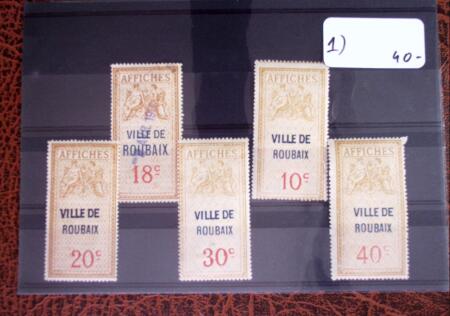 1)
40-
AFFICHES
VILLE DE
ROUBAIX
18c
AFFICHES
VILLE DE
ROUBAIX
10c
AFFICHES
VILLE DE
ROUBAIX
20c
AFFICHES
VILLE DE
ROUBAIX
30c
AFFICHES
VILLE DE
ROUBAIX
40c